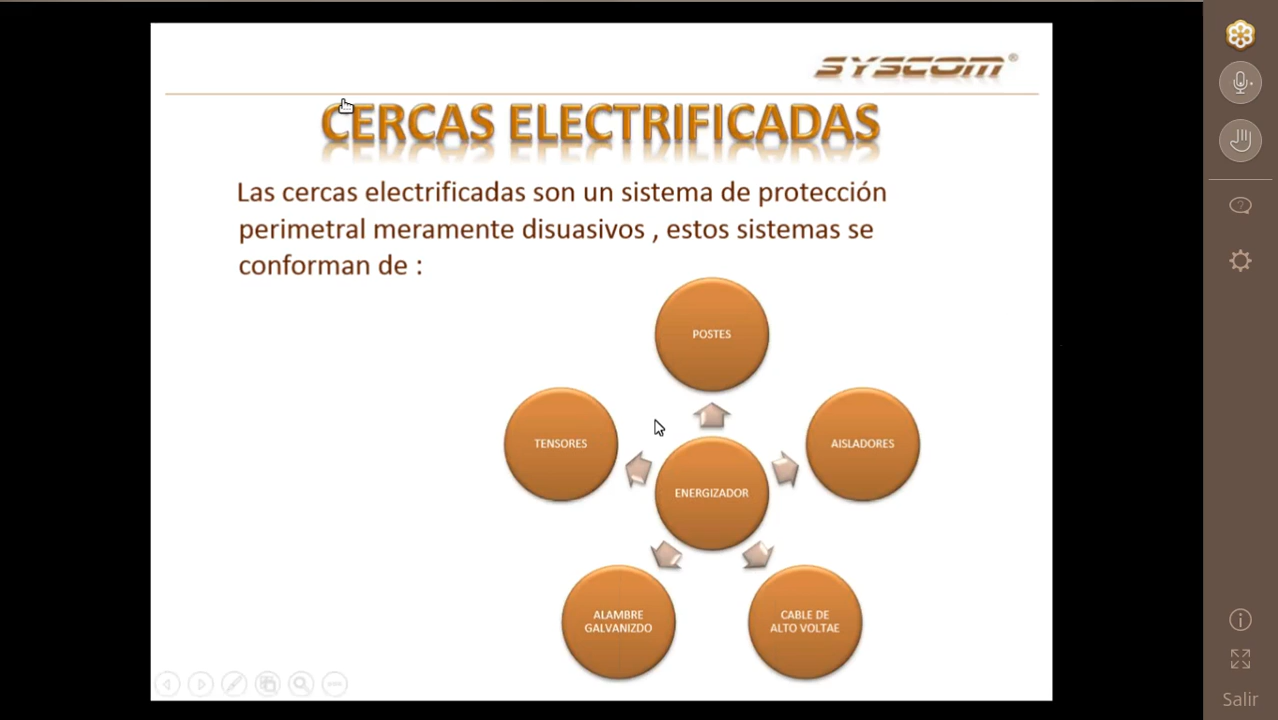 SYSCOM®
CERCAS ELECTRIFICADAS
Las cercas electrificadas son un sistema de protección
perimetral meramente disuasivos , estos sistemas se
conforman de :
POSTES
TENSORES
AISLADORES
ENERGIZADOR
ALAMBRE
GALVANIZDO
CABLE DE
ALTO VOLTAE
Salir